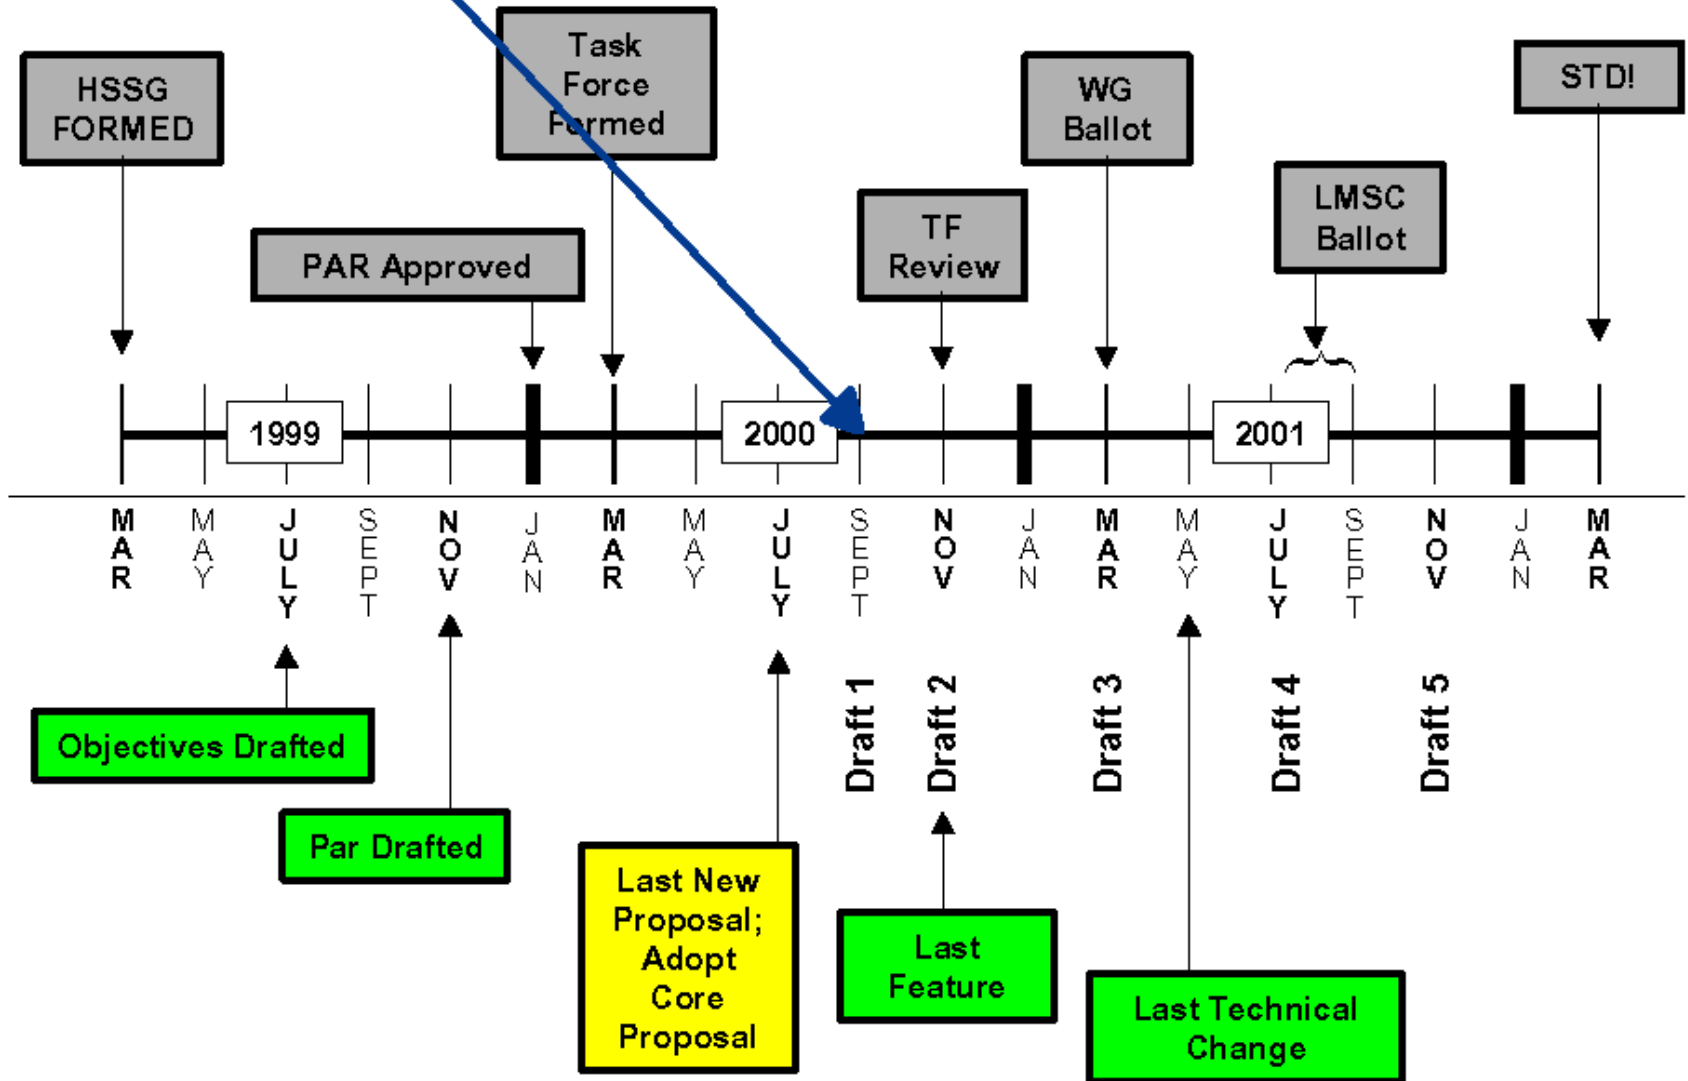 HSSG
FORMED
Task
Force
Formed
WG
Ballot
STD!
PAR Approved
TF
Review
LMSC
Ballot
1999
2000
2001
MAR
MAY
JULY
SEPT
NOV
JAN
MAR
MAY
JULY
SEPT
NOV
JAN
MAR
MAY
JULY
SEPT
NOV
JAN
MAR
Draft 1
Draft 2
Draft 3
Draft 4
Draft 5
Objectives Drafted
Par Drafted
Last New
Proposal;
Adopt
Core
Proposal
Last
Feature
Last Technical
Change